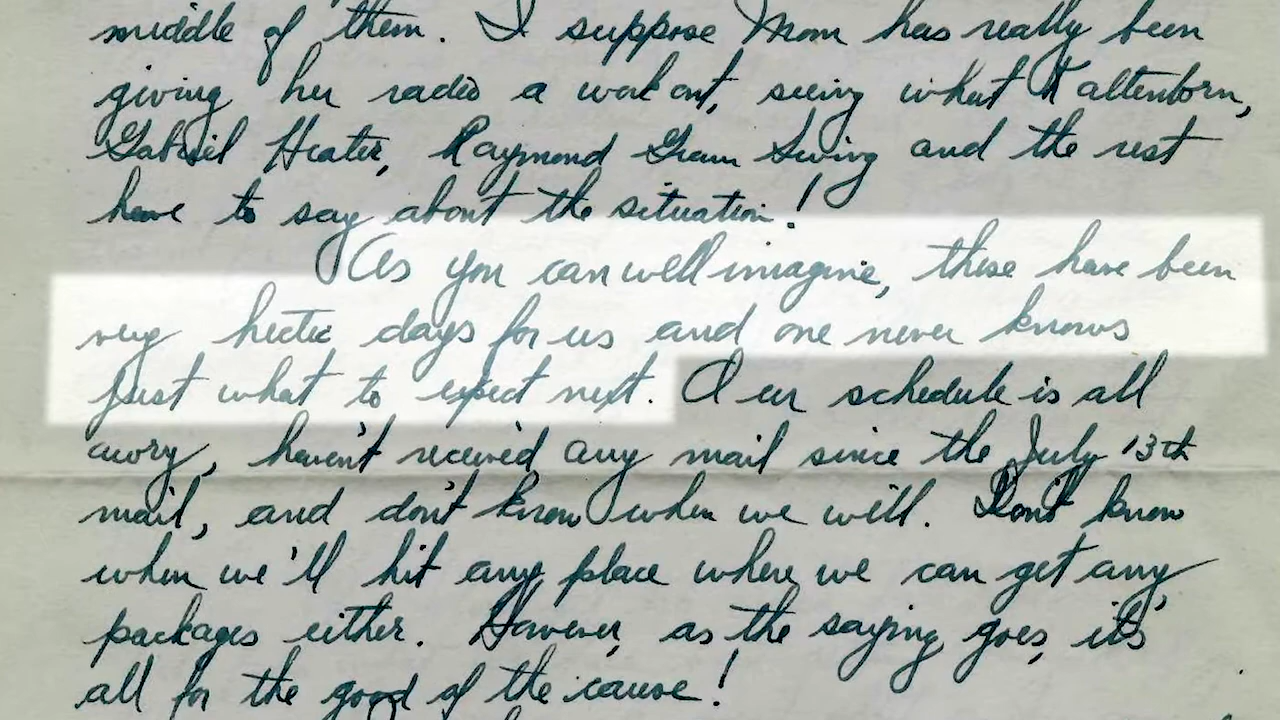 middle of them. I suppose Mom has really been
giving her radio a work out, seeing what Kaltenborn,
Gabriel Heater, Raymond Gram Swing and the rest
have to say about the situation!
As you can well imagine, these have been
very hectic days for us and one never knows
just what to expect next. Our schedule is all
awry, haven't received any mail since the July 13th
mail, and don't know when we will. Don't know
when we'll hit any place where we can get any
packages either. However, as the saying goes, it's
all for the good of the cause!